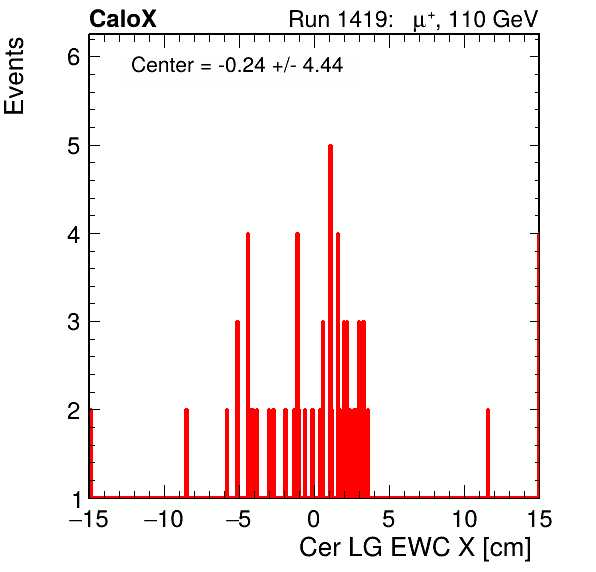 CaloX
Run 1419: μ⁺, 110 GeV
Events
Center = -0.24 +/- 4.44
6
5
4
3
2
1
−15 −10 −5 0 5 10 15
Cer LG EWC X [cm]